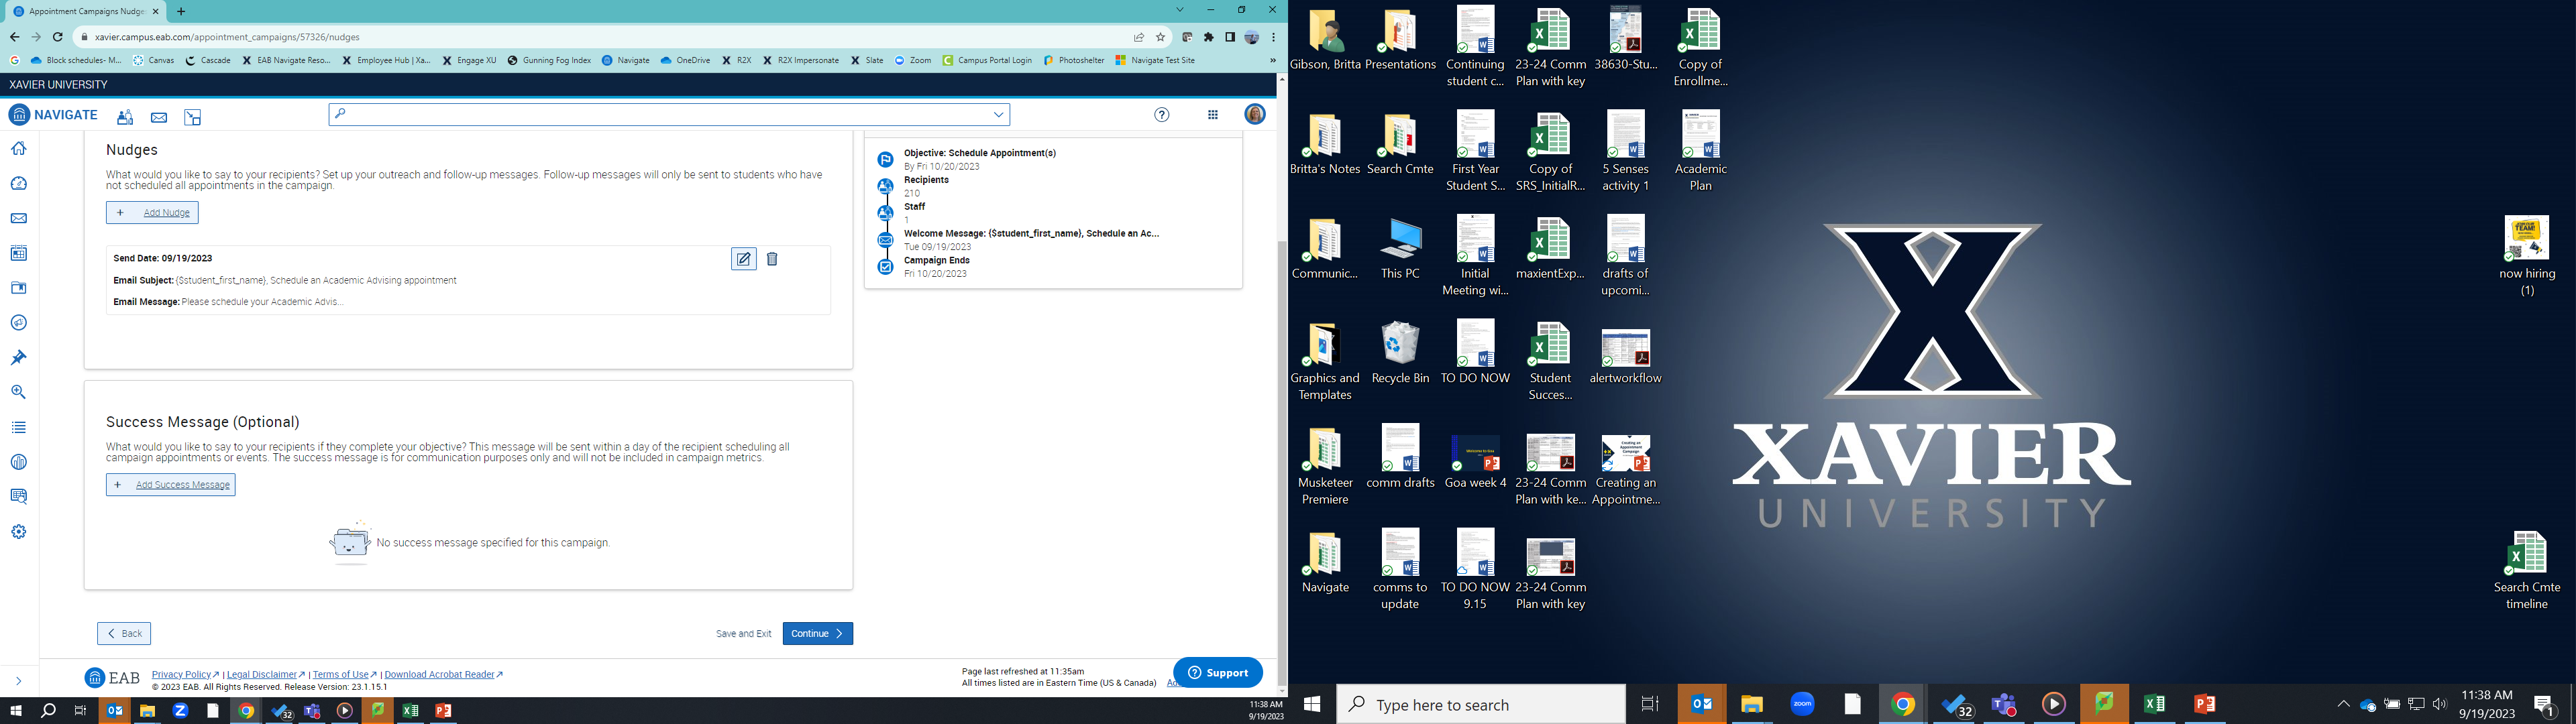 Appointment Campaigns Nudge
xavier.campus.eab.com/appointment_campaigns/57326/nudges
Block schedules- M...
Canvas
Cascade
EAB Navigate Reso...
Employee Hub | Xa...
Engage XU
Gunning Fog Index
Navigate
OneDrive
R2X
R2X Impersonate
Slate
Zoom
Campus Portal Login
Photoshelter
Navigate Test Site
»
XAVIER UNIVERSITY
NAVIGATE
Nudges
What would you like to say to your recipients? Set up your outreach and follow-up messages. Follow-up messages will only be sent to students who have
not scheduled all appointments in the campaign.
+ Add Nudge
Send Date: 09/19/2023
Email Subject: {$student_first_name}, Schedule an Academic Advising appointment
Email Message: Please schedule your Academic Advis...
Success Message (Optional)
What would you like to say to your recipients if they complete your objective? This message will be sent within a day of the recipient scheduling all
campaign appointments or events. The success message is for communication purposes only and will not be included in campaign metrics.
+ Add Success Message
No success message specified for this campaign.
Back
Save and Exit
Continue
Objective: Schedule Appointment(s)
By Fri 10/20/2023
Recipients
210
Staff
1
Welcome Message: {$student_first_name}, Schedule an Ac...
Tue 09/19/2023
Campaign Ends
Fri 10/20/2023
EAB
Privacy Policy | Legal Disclaimer | Terms of Use | Download Acrobat Reader
© 2023 EAB. All Rights Reserved. Release Version: 23.1.15.1
Page last refreshed at 11:35am
All times listed are in Eastern Time (US & Canada)
Support
32
11:38 AM
9/19/2023
Gibson, Britta
Presentations
Continuing
student c...
23-24 Comm
Plan with key
38630-Stu...
Copy of
Enrollme...
Britta's Notes
Search Cmte
First Year
Student S...
Copy of
SRS_InitialR...
5 Senses
activity 1
Academic
Plan
Communic...
This PC
Initial
Meeting wi...
maxientExp...
drafts of
upcomi...
Graphics and
Templates
Recycle Bin
TO DO NOW
Student
Succes...
alertworkflow
Musketeer
Premiere
comm drafts
Goa week 4
23-24 Comm
Plan with ke...
Creating an
Appointme...
Navigate
comms to
update
TO DO NOW
9.15
23-24 Comm
Plan with key
XAVIER
UNIVERSITY
now hiring
(1)
Search Cmte
timeline
Type here to search
zoom
32
11:38 AM
9/19/2023
1